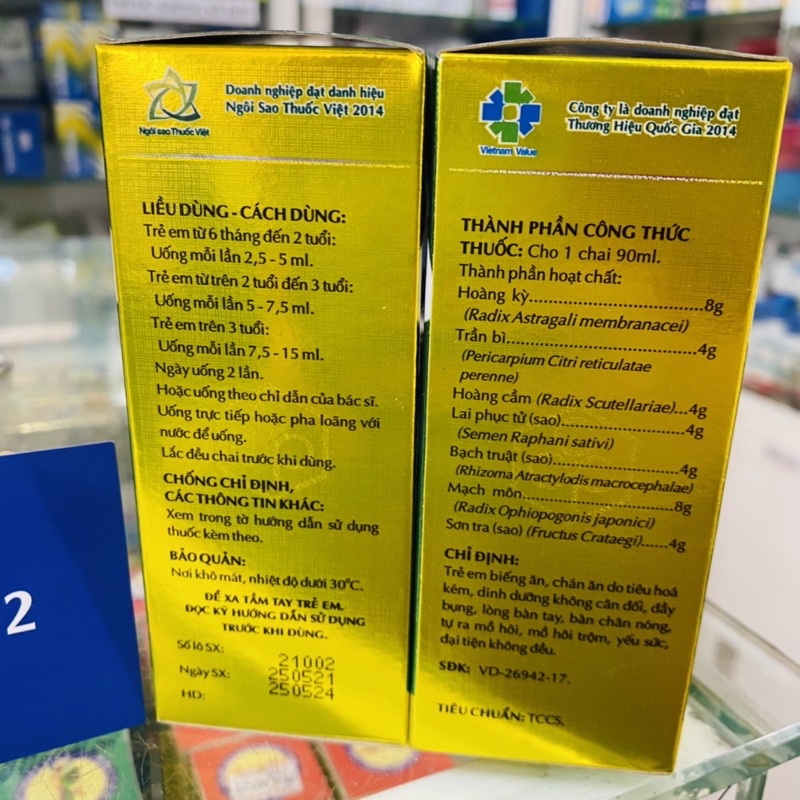 Ngôi sao Thuốc Việt
Doanh nghiệp đạt danh hiệu
Ngôi Sao Thuốc Việt 2014
LIỀU DÙNG - CÁCH DÙNG:
Trẻ em từ 6 tháng đến 2 tuổi:
Uống mỗi lần 2,5 - 5 ml.
Trẻ em từ trên 2 tuổi đến 3 tuổi:
Uống mỗi lần 5 - 7,5 ml.
Trẻ em trên 3 tuổi:
Uống mỗi lần 7,5 - 15 ml.
Ngày uống 2 lần.
Hoặc uống theo chỉ dẫn của bác sĩ.
Uống trực tiếp hoặc pha loãng với
nước để uống.
Lắc đều chai trước khi dùng.
CHỐNG CHỈ ĐỊNH,
CÁC THÔNG TIN KHÁC:
Xem trong tờ hướng dẫn sử dụng
thuốc kèm theo.
BẢO QUẢN:
Nơi khô mát, nhiệt độ dưới 30°C.
ĐỂ XA TẦM TAY TRẺ EM.
ĐỌC KỸ HƯỚNG DẪN SỬ DỤNG
TRƯỚC KHI DÙNG.
Số lô SX: 21002
Ngày SX: 250521
HD: 250524
Vietnam Value
Công ty là doanh nghiệp đạt
Thương Hiệu Quốc Gia 2014
THÀNH PHẦN CÔNG THỨC
THUỐC: Cho 1 chai 90ml.
Thành phần hoạt chất:
Hoàng kỳ..............................8g
(Radix Astragali membranacei)
Trần bì..............................4g
(Pericarpium Citri reticulatae
perenne)
Hoàng cầm (Radix Scutellariae)...4g
Lai phục tử (sao)....................4g
(Semen Raphani sativi)
Bạch truật (sao)....................4g
(Rhizoma Atractylodis macrocephalae)
Mạch môn..............................8g
(Radix Ophiopogonis japonici)
Sơn tra (sao) (Fructus Crataegi)......4g
CHỈ ĐỊNH:
Trẻ em biếng ăn, chán ăn do tiêu hoá
kém, dinh dưỡng không cân đối, đầy
bụng, lòng bàn tay, bàn chân nóng,
tự ra mồ hôi, mồ hôi trộm, yếu sức,
đại tiện không đều.
SĐK: VD-26942-17.
TIÊU CHUẨN: TCCS.
2